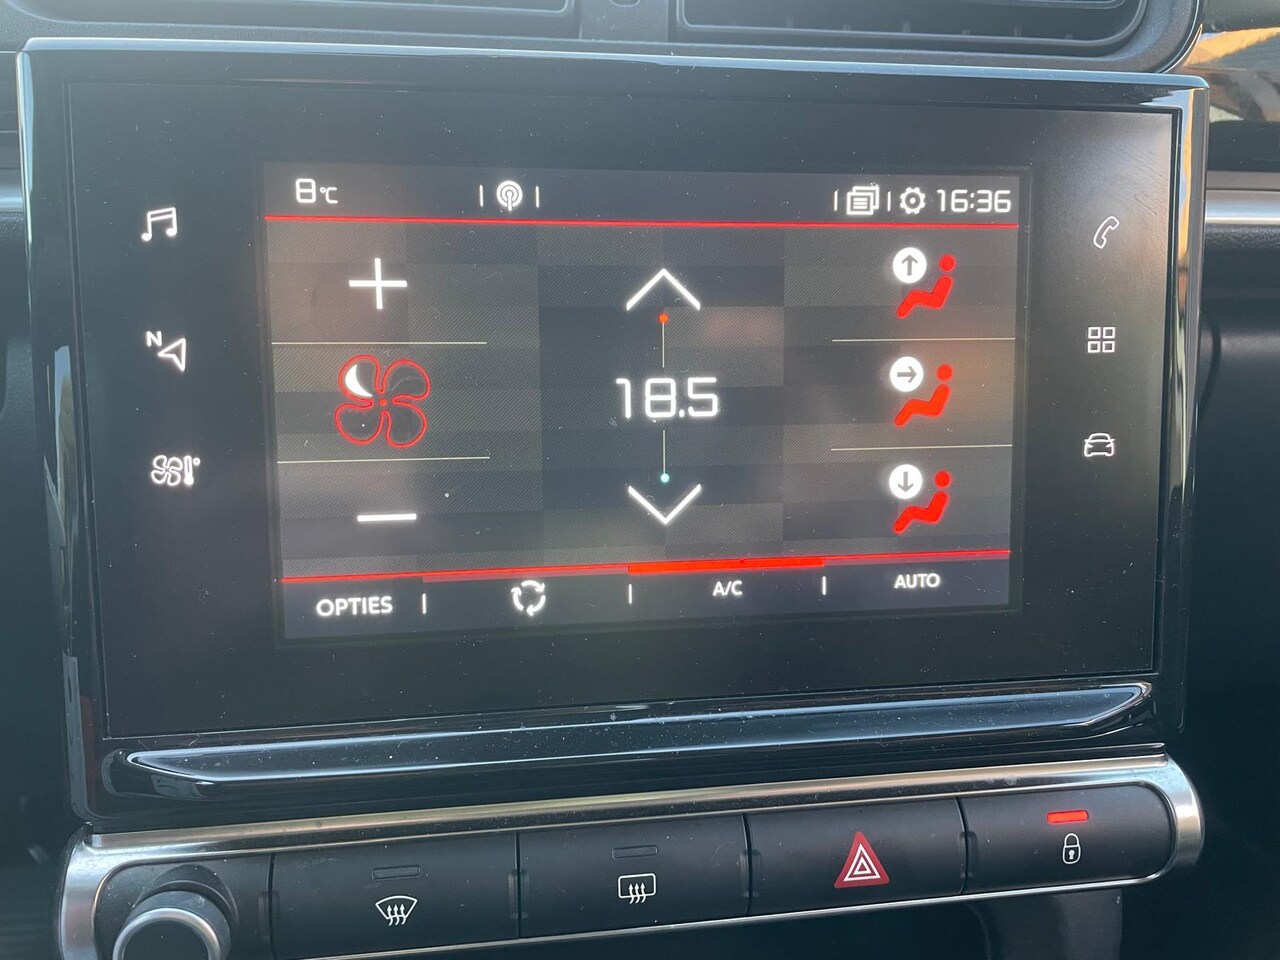 8°C
16:36
N
18.5
OPTIES
A/C
AUTO